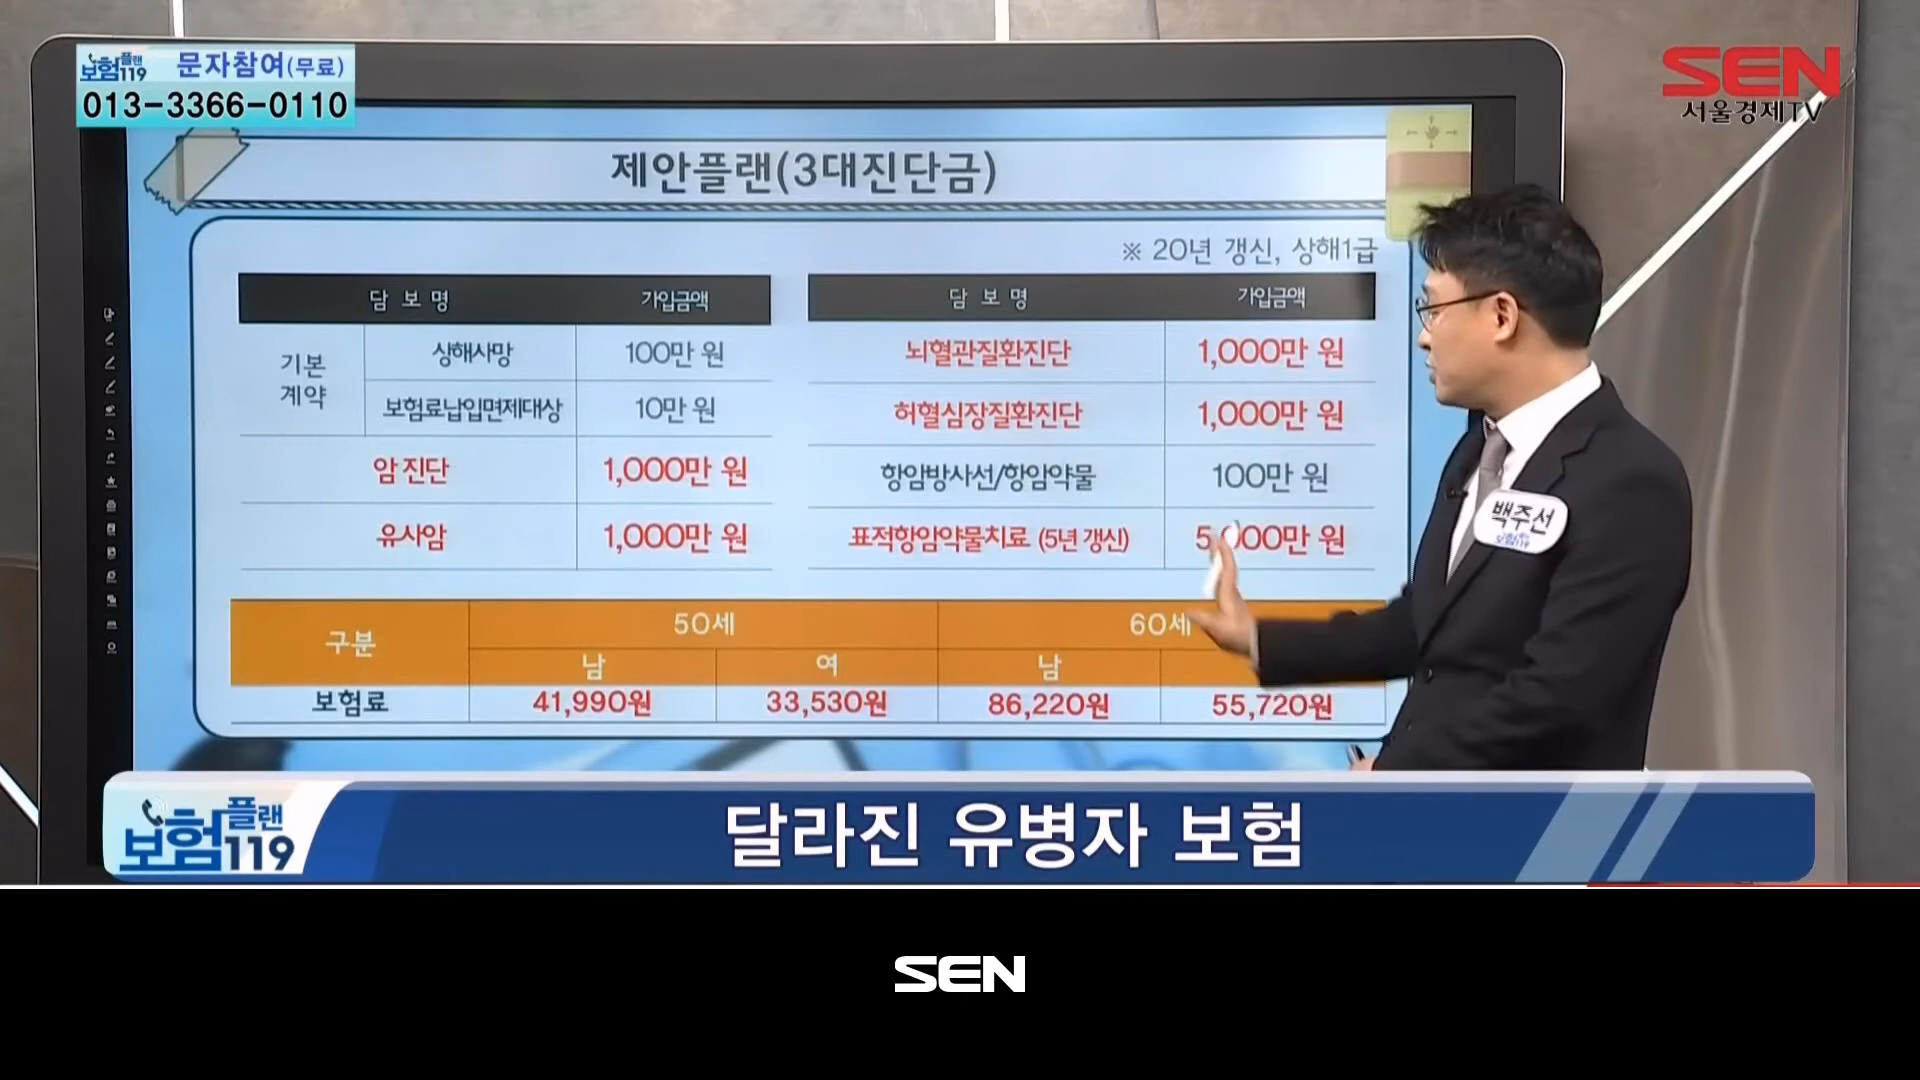 보험플랜119 문자참여(무료)
013-3366-0110
SEN
서울경제TV
제안플랜(3대진단금)
※ 20년 갱신, 상해1급
담 보 명 가입금액
기본계약 상해사망 100만 원
보험료납입면제대상 10만 원
암 진단 1,000만 원
유사암 1,000만 원
담 보 명 가입금액
뇌혈관질환진단 1,000만 원
허혈심장질환진단 1,000만 원
항암방사선/항암약물 100만 원
표적항암약물치료 (5년 갱신) 5,000만 원
구분 50세 60세
남 여 남
보험료 41,990원 33,530원 86,220원 55,720원
백주선
보험플랜119
달라진 유병자 보험
SEN